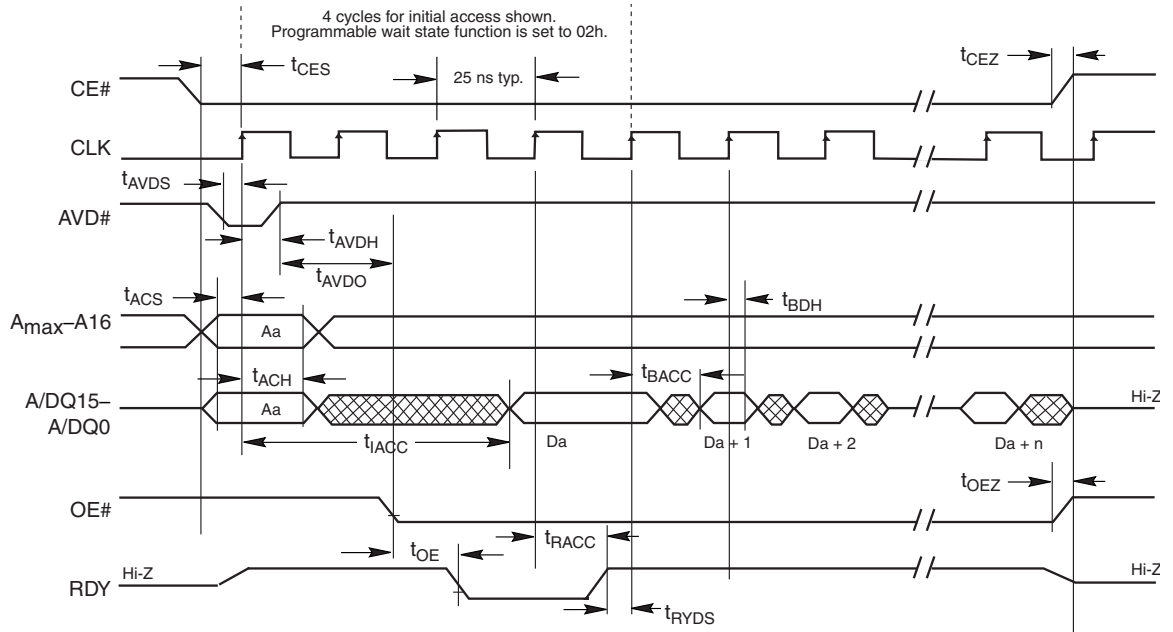 4 cycles for initial access shown.
Programmable wait state function is set to 02h.
tCES
25 ns typ.
tCEZ
CE#
CLK
tAVDS
AVD#
tAVDH
tAVDO
tACS
tBDH
Amax–A16
Aa
tACH
tBACC
A/DQ15–
A/DQ0
Aa
Hi-Z
tIACC
Da
Da + 1
Da + 2
Da + n
tOEZ
OE#
tRACC
tOE
Hi-Z
Hi-Z
RDY
tRYDS